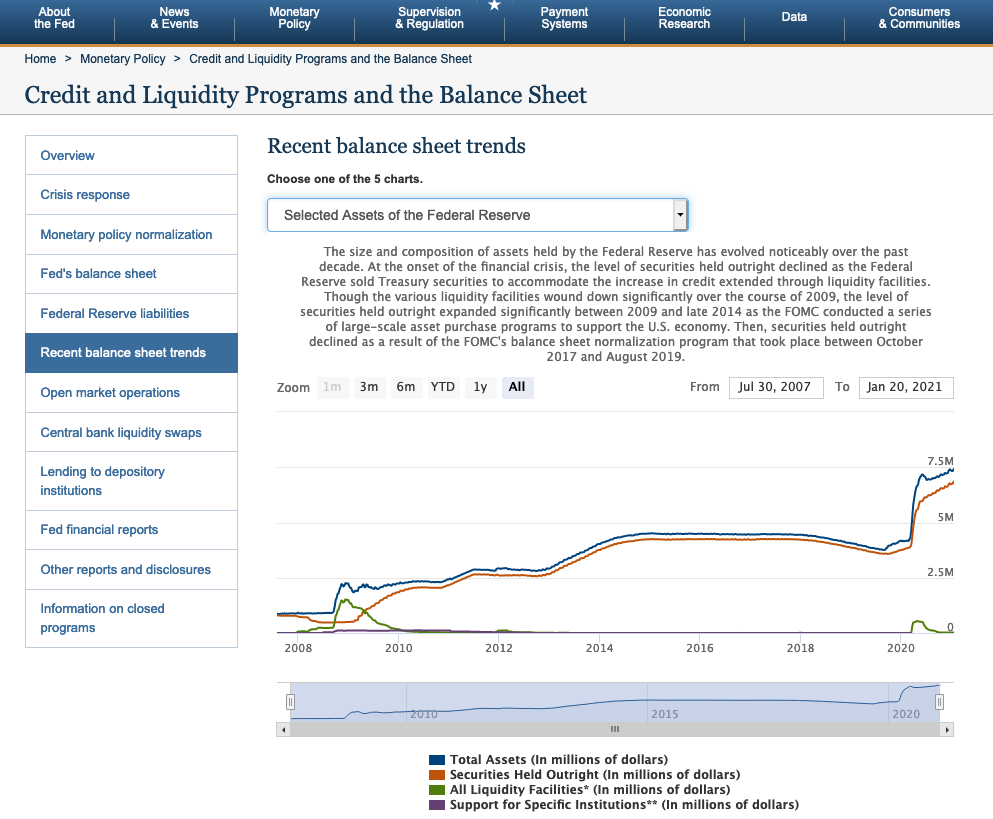 About
the Fed
News
& Events
Monetary
Policy
Supervision
& Regulation
Payment
Systems
Economic
Research
Data
Consumers
& Communities
Home > Monetary Policy > Credit and Liquidity Programs and the Balance Sheet
Credit and Liquidity Programs and the Balance Sheet
Overview
Crisis response
Monetary policy normalization
Fed's balance sheet
Federal Reserve liabilities
Recent balance sheet trends
Open market operations
Central bank liquidity swaps
Lending to depository
institutions
Fed financial reports
Other reports and disclosures
Information on closed
programs
Recent balance sheet trends
Choose one of the 5 charts.
Selected Assets of the Federal Reserve
The size and composition of assets held by the Federal Reserve has evolved noticeably over the past
decade. At the onset of the financial crisis, the level of securities held outright declined as the Federal
Reserve sold Treasury securities to accommodate the increase in credit extended through liquidity facilities.
Though the various liquidity facilities wound down significantly over the course of 2009, the level of
securities held outright expanded significantly between 2009 and late 2014 as the FOMC conducted a series
of large-scale asset purchase programs to support the U.S. economy. Then, securities held outright
declined as a result of the FOMC's balance sheet normalization program that took place between October
2017 and August 2019.
Zoom 1m 3m 6m YTD 1y All From Jul 30, 2007 To Jan 20, 2021
7.5M
5M
2.5M
0
2008 2010 2012 2014 2016 2018 2020
2010 2015 2020
Total Assets (In millions of dollars)
Securities Held Outright (In millions of dollars)
All Liquidity Facilities* (In millions of dollars)
Support for Specific Institutions** (In millions of dollars)